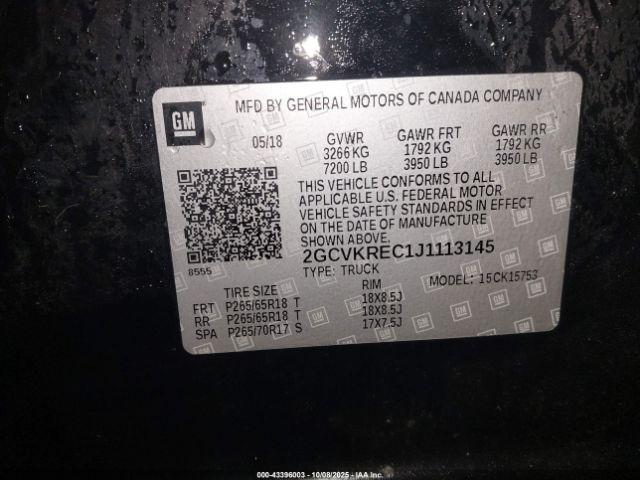 GM
MFD BY GENERAL MOTORS OF CANADA COMPANY
05/18 GVWR GAWR FRT GAWR RR
3266 KG 1792 KG 1792 KG
7200 LB 3950 LB 3950 LB
THIS VEHICLE CONFORMS TO ALL
APPLICABLE U.S. FEDERAL MOTOR
VEHICLE SAFETY STANDARDS IN EFFECT
ON THE DATE OF MANUFACTURE
SHOWN ABOVE.
8555
2GCVKREC1J1113145
TYPE: TRUCK MODEL: 15CK15753
TIRE SIZE RIM
FRT P265/65R18 T 18X8.5J
RR P265/65R18 T 18X8.5J
SPA P265/70R17 S 17X7.5J
000-43396003 - 10/08/2025 - IAA Inc.